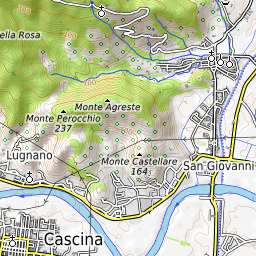 ella Rosa
Monte Agreste
Monte Perocchio
237
Lugnano
Monte Castellare
164
San Giovanni
Cascina